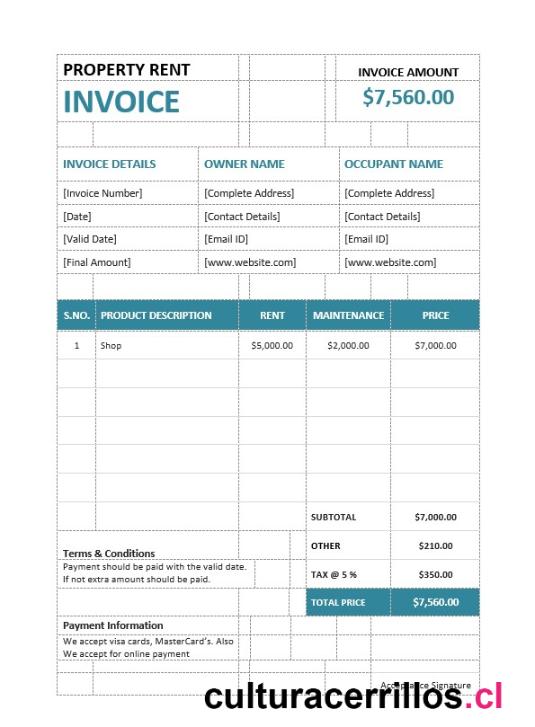 PROPERTY RENT
INVOICE AMOUNT
INVOICE
$7,560.00
INVOICE DETAILS OWNER NAME OCCUPANT NAME
[Invoice Number] [Complete Address] [Complete Address]
[Date] [Contact Details] [Contact Details]
[Valid Date] [Email ID] [Email ID]
[Final Amount] [www.website.com] [www.website.com]
S.NO. PRODUCT DESCRIPTION RENT MAINTENANCE PRICE
1 Shop $5,000.00 $2,000.00 $7,000.00
SUBTOTAL $7,000.00
OTHER $210.00
TAX @ 5 % $350.00
TOTAL PRICE $7,560.00
Terms & Conditions
Payment should be paid with the valid date.
If not extra amount should be paid.
Payment Information
We accept visa cards, MasterCard's. Also
We accept for online payment
Acceptance Signature
culturacerrillos.cl